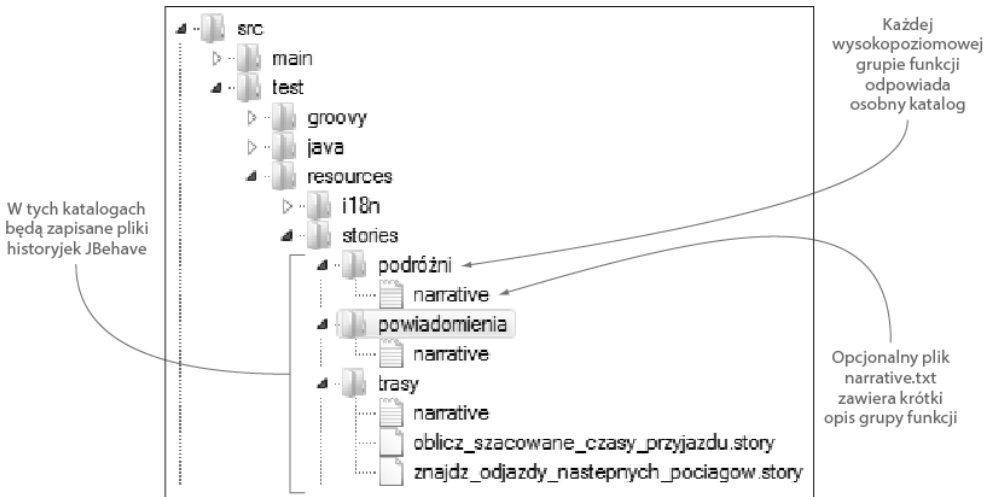 src
main
test
groovy
java
resources
i18n
stories
podróżni
narrative
powiadomienia
narrative
trasy
narrative
oblicz_szacowane_czasy_przyjazdu.story
znajdz_odjazdy_nastepnych_pociagow.story
W tych katalogach
będą zapisane pliki
historyjek JBehave
Każdej
wysokopoziomowej
grupie funkcji
odpowiada
osobny katalog
Opcjonalny plik
narrative.txt
zawiera krótki
opis grupy funkcji